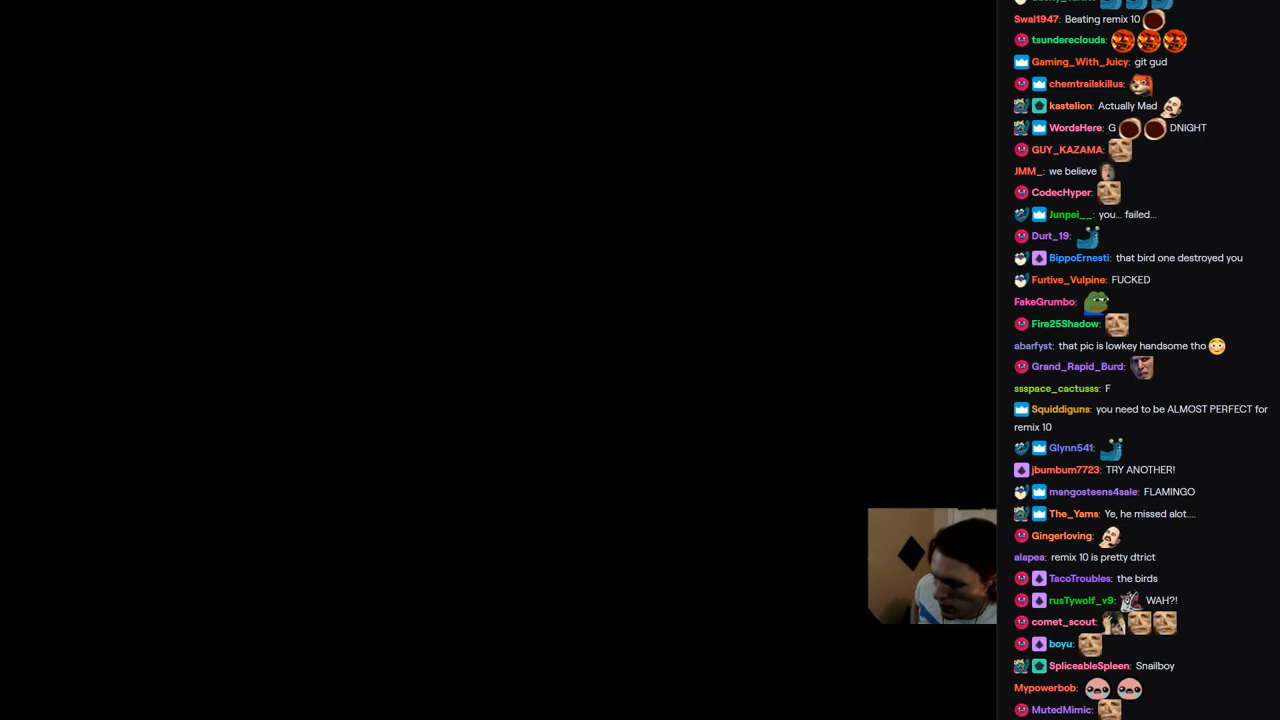 Swal1947: Beating remix 10
tsundereclouds:
Gaming_With_Juicy: git gud
chemtrailskillus:
kastelion: Actually Mad
WordsHere: G DNIGHT
GUY_KAZAMA:
JMM_: we believe
CodecHyper:
Junpei__: you... failed...
Durt_19:
BippoErnesti: that bird one destroyed you
Furtive_Vulpine: FUCKED
FakeGrumbo:
Fire25Shadow:
abarfyst: that pic is lowkey handsome tho
Grand_Rapid_Burd:
ssspace_cactusss: F
Squiddiguns: you need to be ALMOST PERFECT for
remix 10
Glynn541:
jbumbum7723: TRY ANOTHER!
mangosteens4sale: FLAMINGO
The_Yams: Ye, he missed alot....
Gingerloving:
alapea: remix 10 is pretty dtrict
TacoTroubles: the birds
rusTywolf_v9: WAH?!
comet_scout:
boyu:
SpliceableSpleen: Snailboy
Mypowerbob:
MutedMimic: